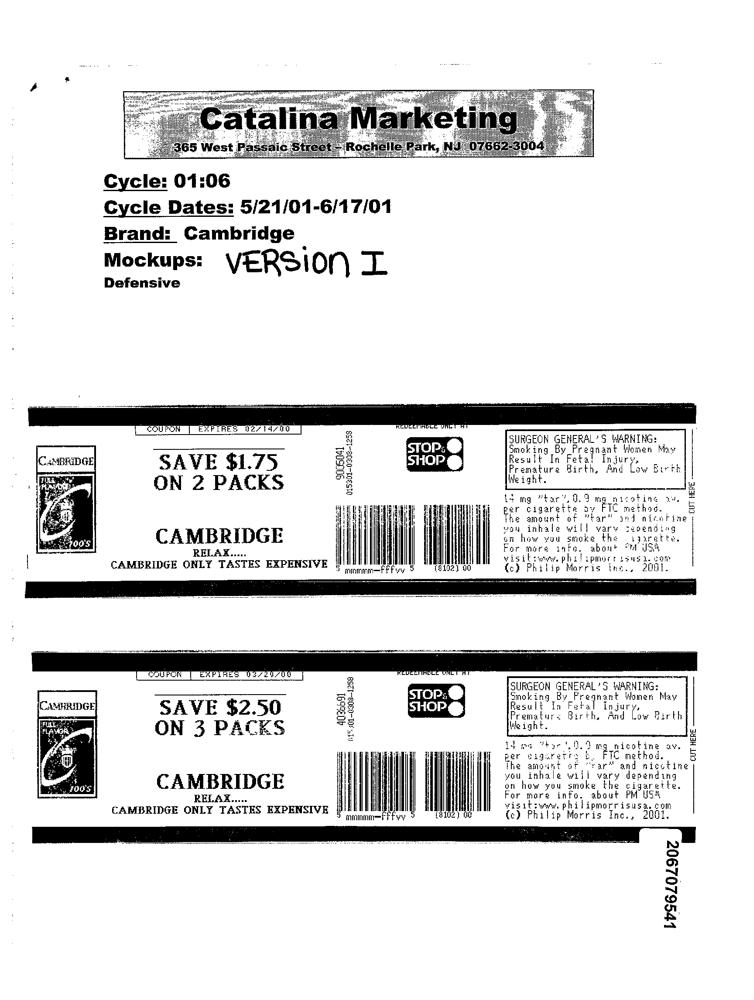 Catalina Marketing
365 West Passaic Street – Rochelle Park, NJ 07662-3004
Cycle: 01:06
Cycle Dates: 5/21/01-6/17/01
Brand: Cambridge
Mockups: VERSION I
Defensive
COUPON EXPIRES 02/14/00
REDEEMABLE ONLY AT
CAMBRIDGE
FULL FLAVOR
100'S
SAVE $1.75
ON 2 PACKS
CAMBRIDGE
RELAX.....
CAMBRIDGE ONLY TASTES EXPENSIVE
9005041
015301-0308-1258
STOP&
SHOP
5 mmmmm-fffvv 5 (8102) 00
SURGEON GENERAL'S WARNING:
Smoking By Pregnant Women May
Result In Fetal Injury,
Premature Birth, And Low Birth
Weight.
14 mg "tar", 0.9 mg nicotine av.
per cigarette by FTC method.
The amount of "tar" and nicotine
you inhale will vary depending
on how you smoke the cigarette.
For more info. about PM USA
visit:www.philipmorrisusa.com
(c) Philip Morris Inc., 2001.
CUT HERE
COUPON EXPIRES 03/20/00
REDEEMABLE ONLY AT
CAMBRIDGE
FULL FLAVOR
100'S
SAVE $2.50
ON 3 PACKS
CAMBRIDGE
RELAX.....
CAMBRIDGE ONLY TASTES EXPENSIVE
4036691
015301-0308-1258
STOP&
SHOP
5 mmmmm-fffvv 5 (8102) 00
SURGEON GENERAL'S WARNING:
Smoking By Pregnant Women May
Result In Fetal Injury,
Premature Birth, And Low Birth
Weight.
14 mg "tar", 0.9 mg nicotine av.
per cigarette by FTC method.
The amount of "tar" and nicotine
you inhale will vary depending
on how you smoke the cigarette.
For more info. about PM USA
visit:www.philipmorrisusa.com
(c) Philip Morris Inc., 2001.
CUT HERE
2067079541